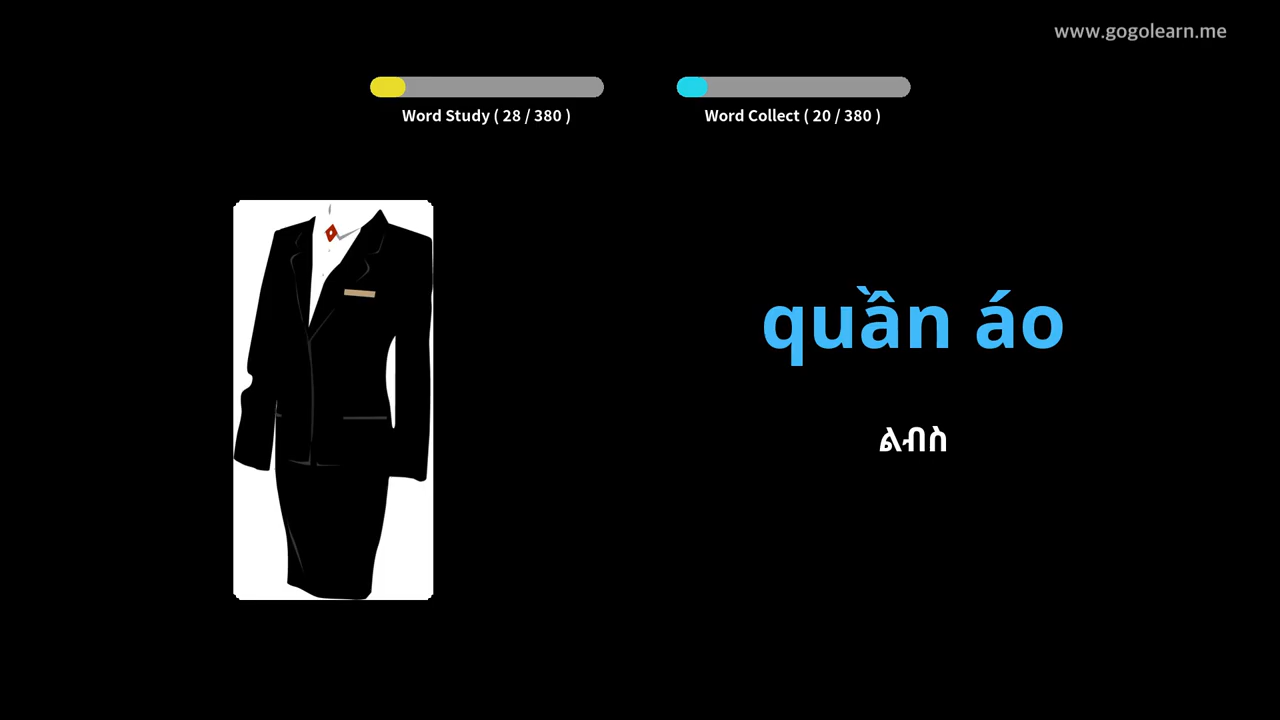 www.gogolearn.me
Word Study ( 28 / 380 )
Word Collect ( 20 / 380 )
quần áo
ልብስ